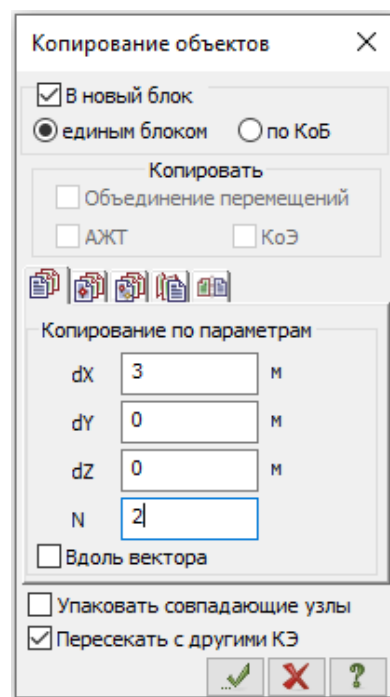 Копирование объектов
В новый блок
единым блоком по КоБ
Копировать
Объединение перемещений
АЖТ КоЭ
Копирование по параметрам
dX 3 м
dY 0 м
dZ 0 м
N 2
Вдоль вектора
Упаковать совпадающие узлы
Пересекать с другими КЭ
?